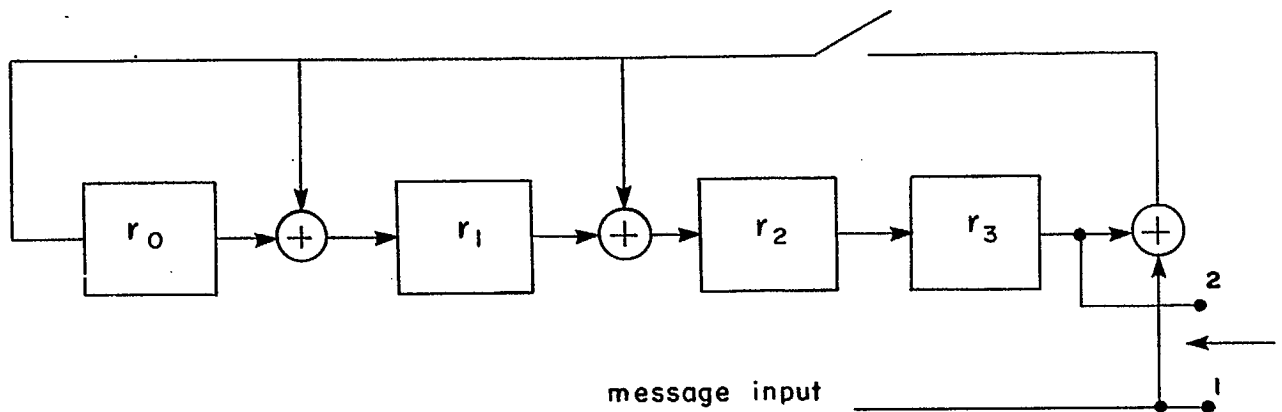 r0
r1
r2
r3
+
+
+
2
message input
1